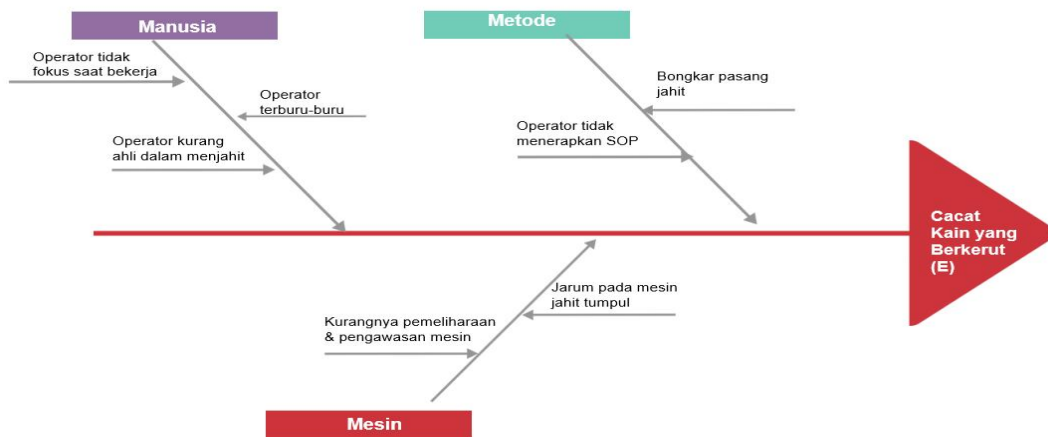 Manusia
Metode
Operator tidak
fokus saat bekerja
Operator
terburu-buru
Operator kurang
ahli dalam menjahit
Bongkar pasang
jahit
Operator tidak
menerapkan SOP
Cacat
Kain yang
Berkerut
(E)
Jarum pada mesin
jahit tumpul
Kurangnya pemeliharaan
& pengawasan mesin
Mesin